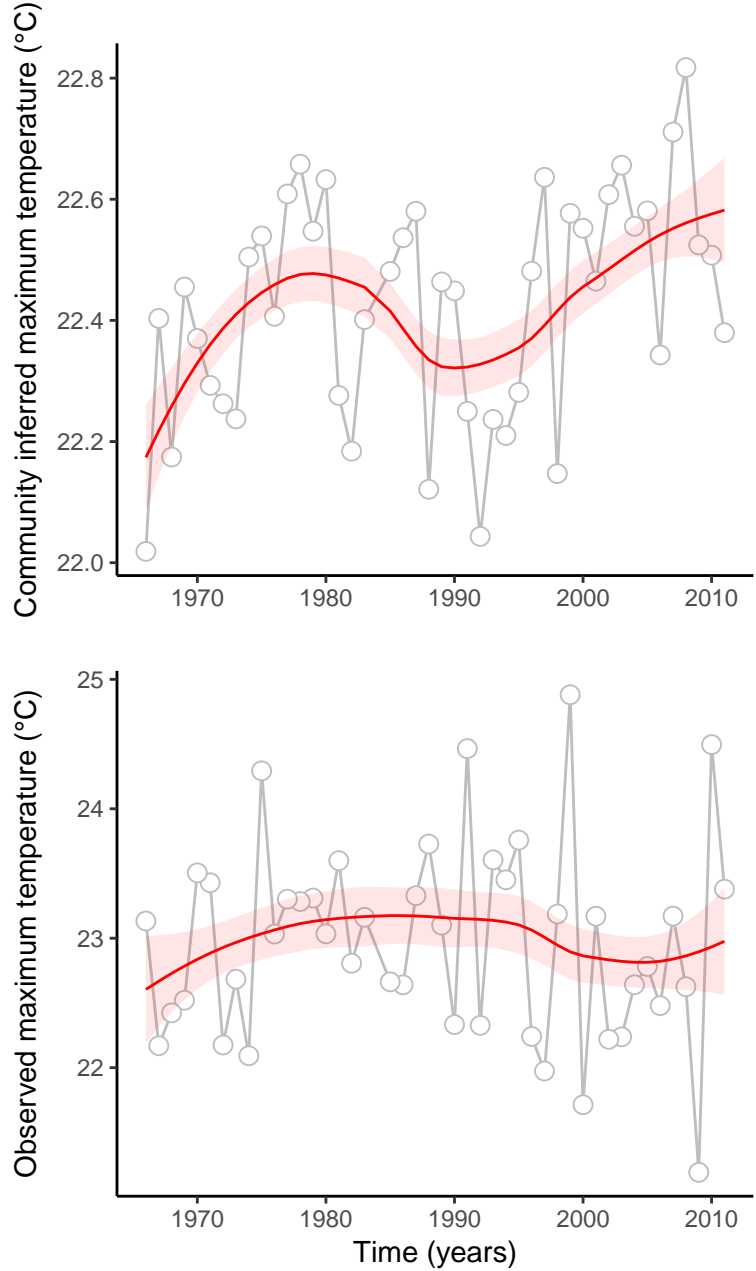 Community inferred maximum temperature (°C)
22.8
22.6
22.4
22.2
22.0
1970 1980 1990 2000 2010
Observed maximum temperature (°C)
25
24
23
22
1970 1980 1990 2000 2010
Time (years)